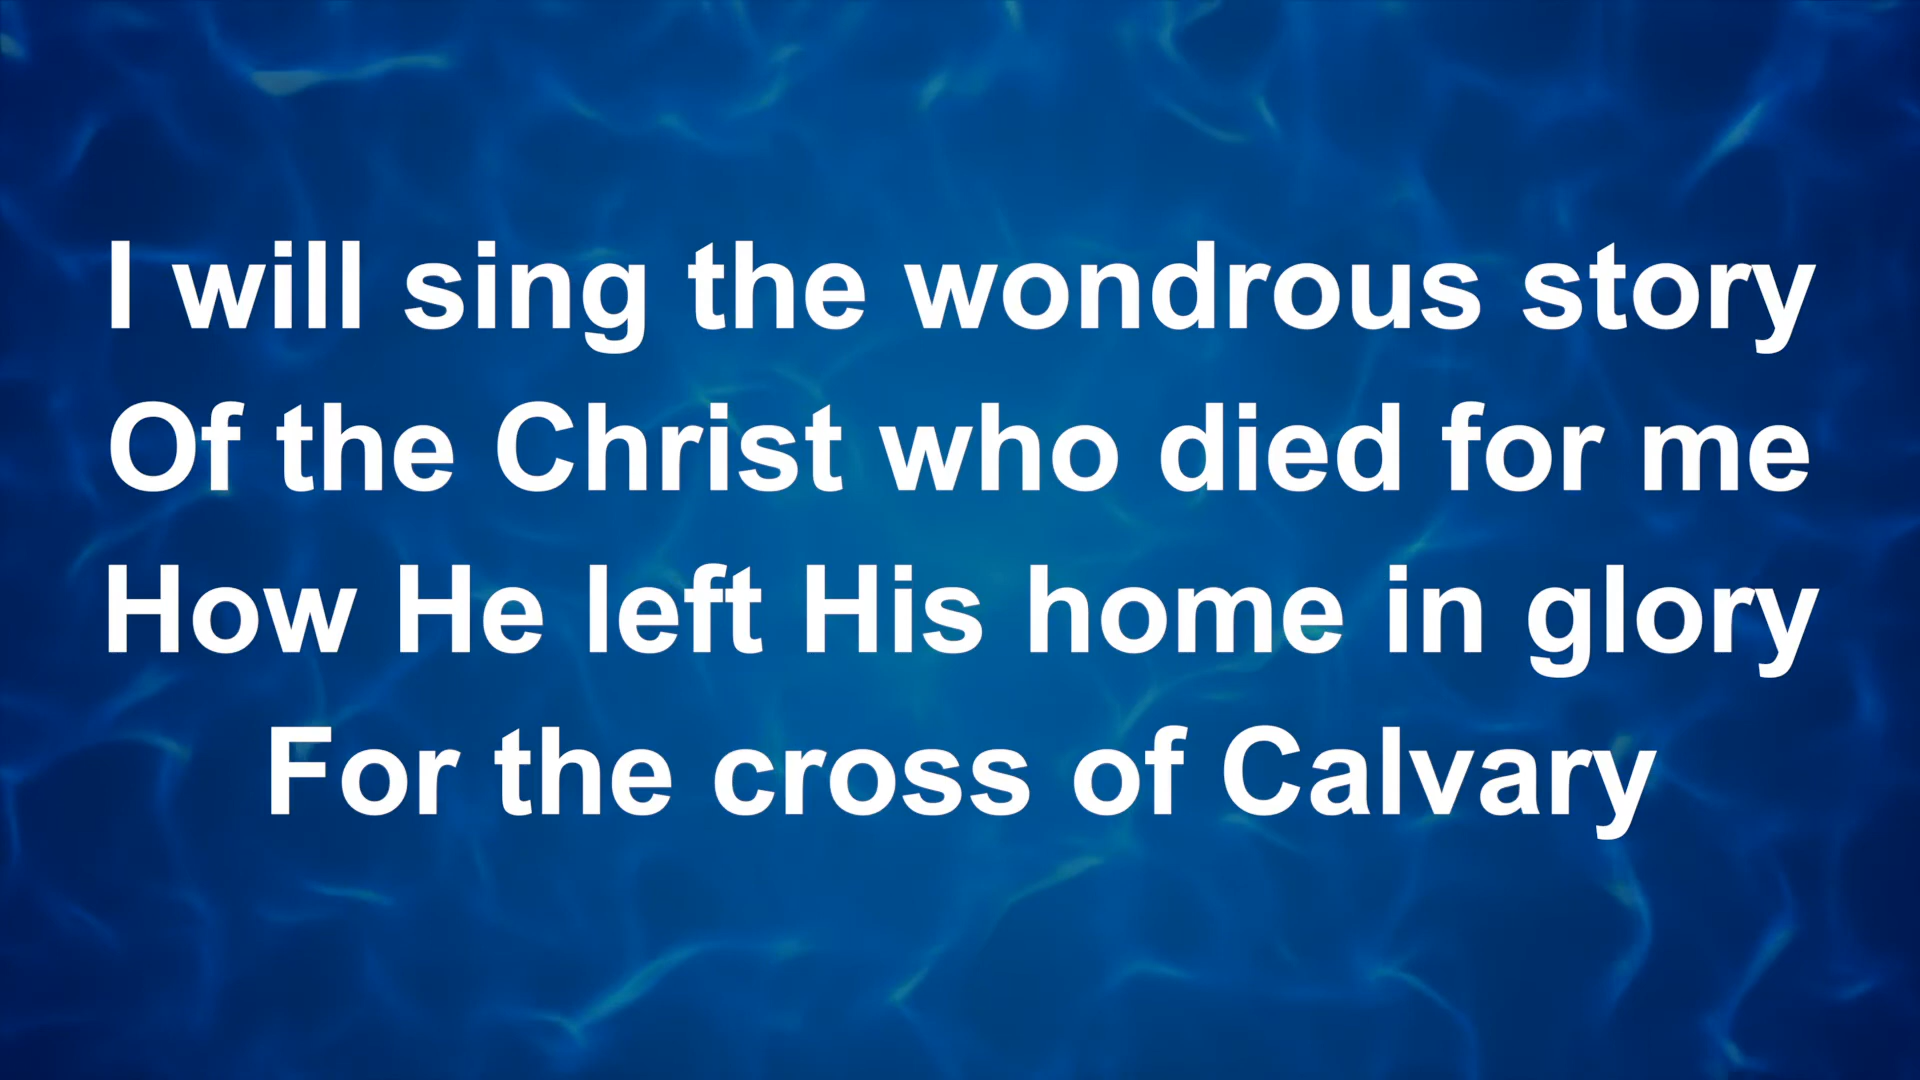 I will sing the wondrous story
Of the Christ who died for me
How He left His home in glory
For the cross of Calvary